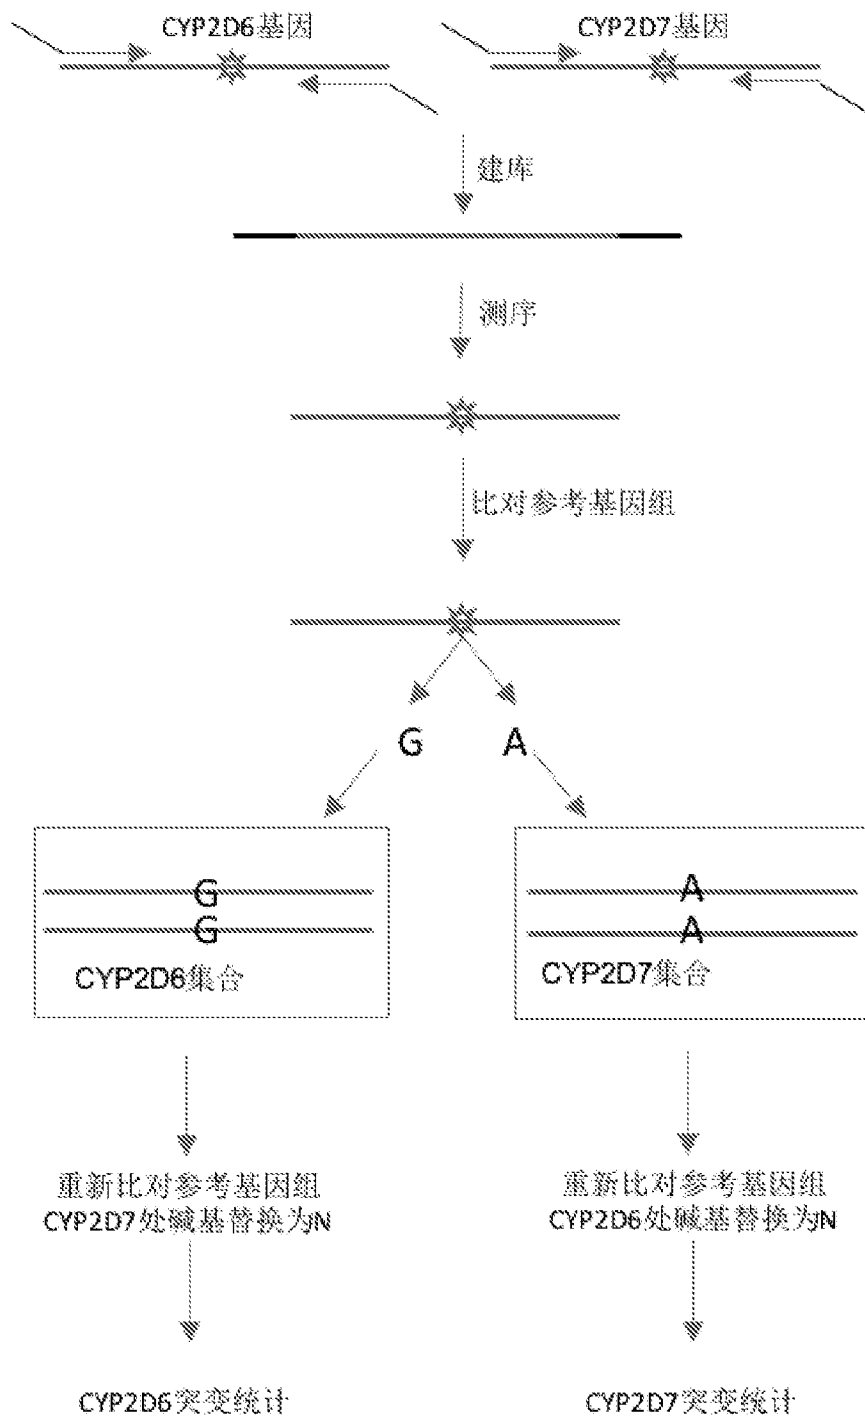 CYP2D6基因
CYP2D7基因
建库
测序
比对参考基因组
G
A
G
G
CYP2D6集合
A
A
CYP2D7集合
重新比对参考基因组
CYP2D7处碱基替换为N
重新比对参考基因组
CYP2D6处碱基替换为N
CYP2D6突变统计
CYP2D7突变统计